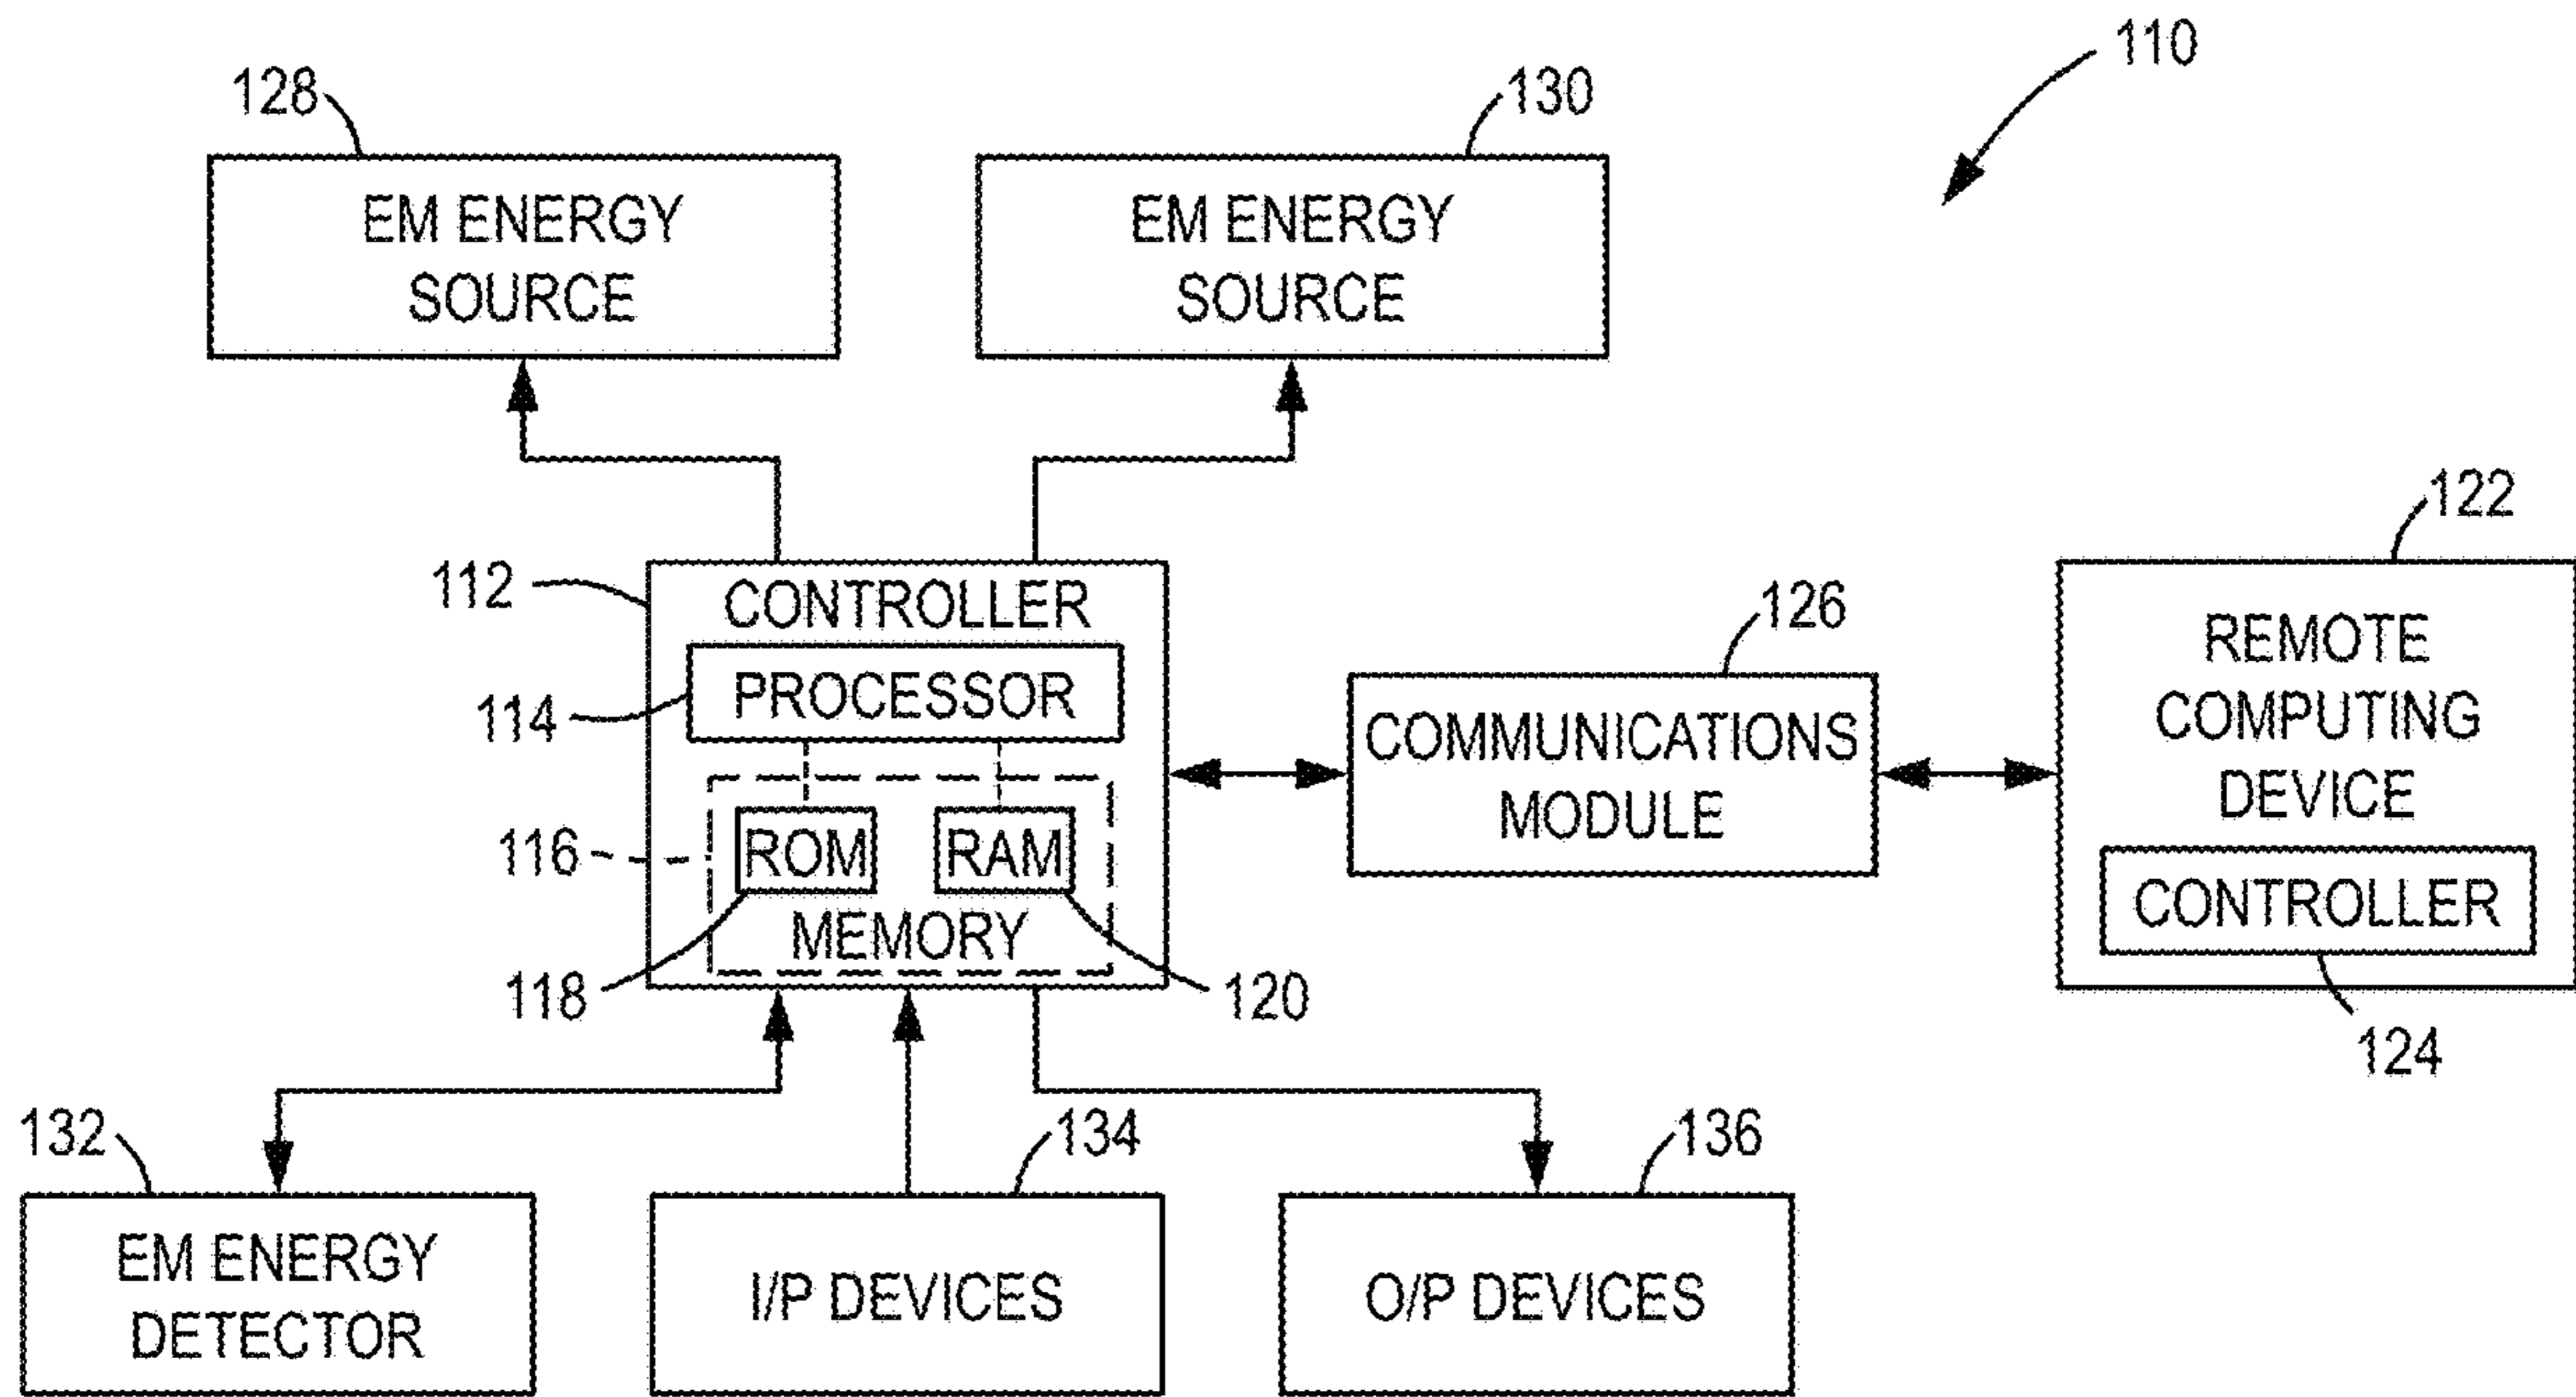 110
128
130
EM ENERGY
SOURCE
EM ENERGY
SOURCE
122
112
CONTROLLER
126
REMOTE
COMPUTING
DEVICE
114
PROCESSOR
COMMUNICATIONS
MODULE
116
ROM
RAM
CONTROLLER
MEMORY
118
120
124
132
134
136
EM ENERGY
DETECTOR
I/P DEVICES
O/P DEVICES